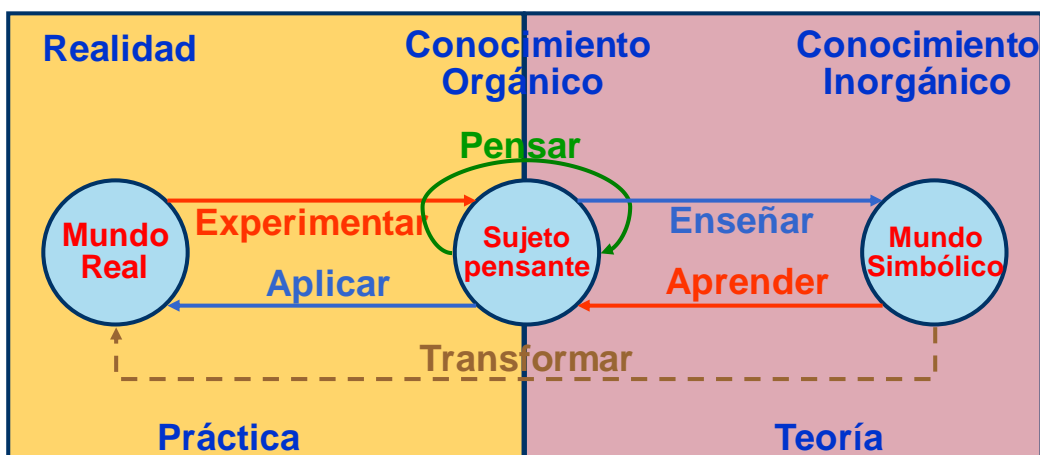 Realidad
Conocimiento
Orgánico
Conocimiento
Inorgánico
Pensar
Experimentar
Enseñar
Mundo
Real
Sujeto
pensante
Mundo
Simbólico
Aplicar
Aprender
Transformar
Práctica
Teoría